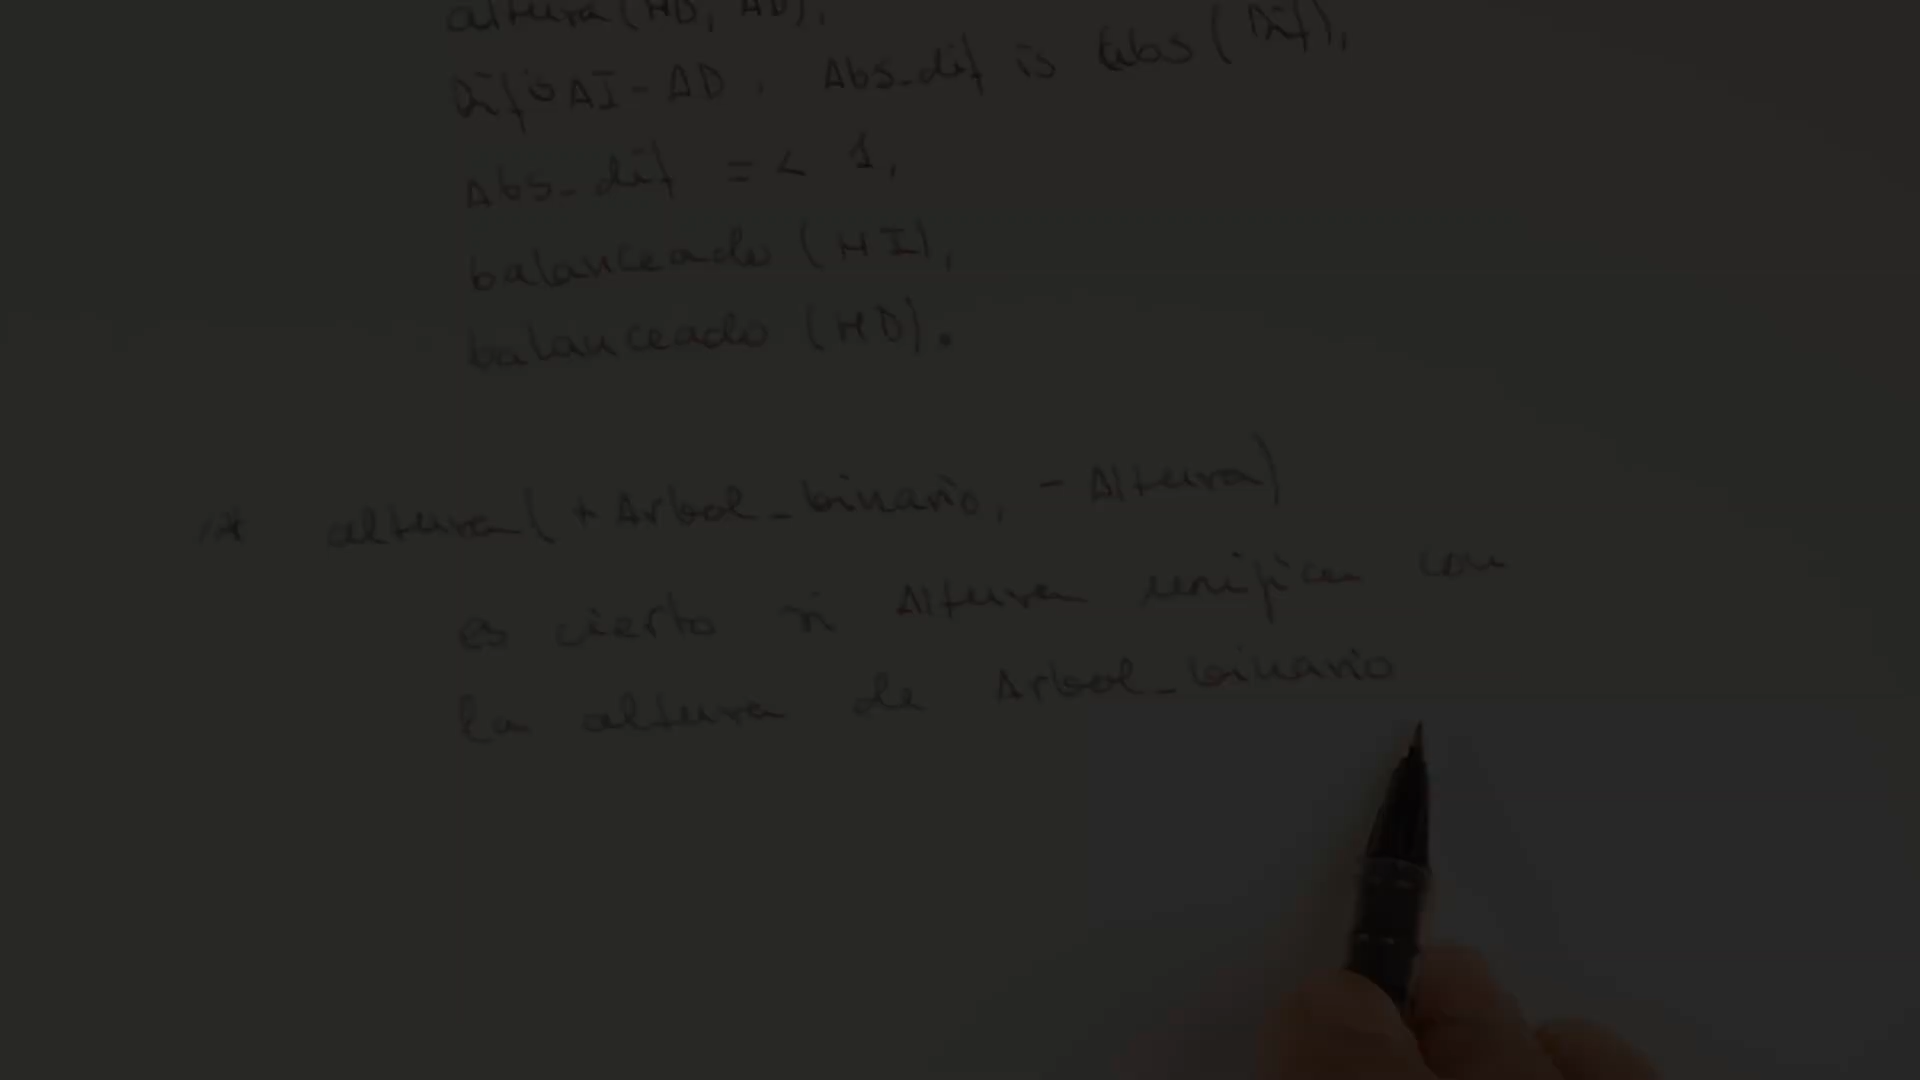 altura(HD, AD),
Dif is AI-AD, Abs_dif is abs(Dif),
Abs_dif =< 1,
balanceado(HI),
balanceado(HD).
/* altura(+Arbol_binario, -Altura)
es cierto si Altura unifica con
la altura de Arbol_binario